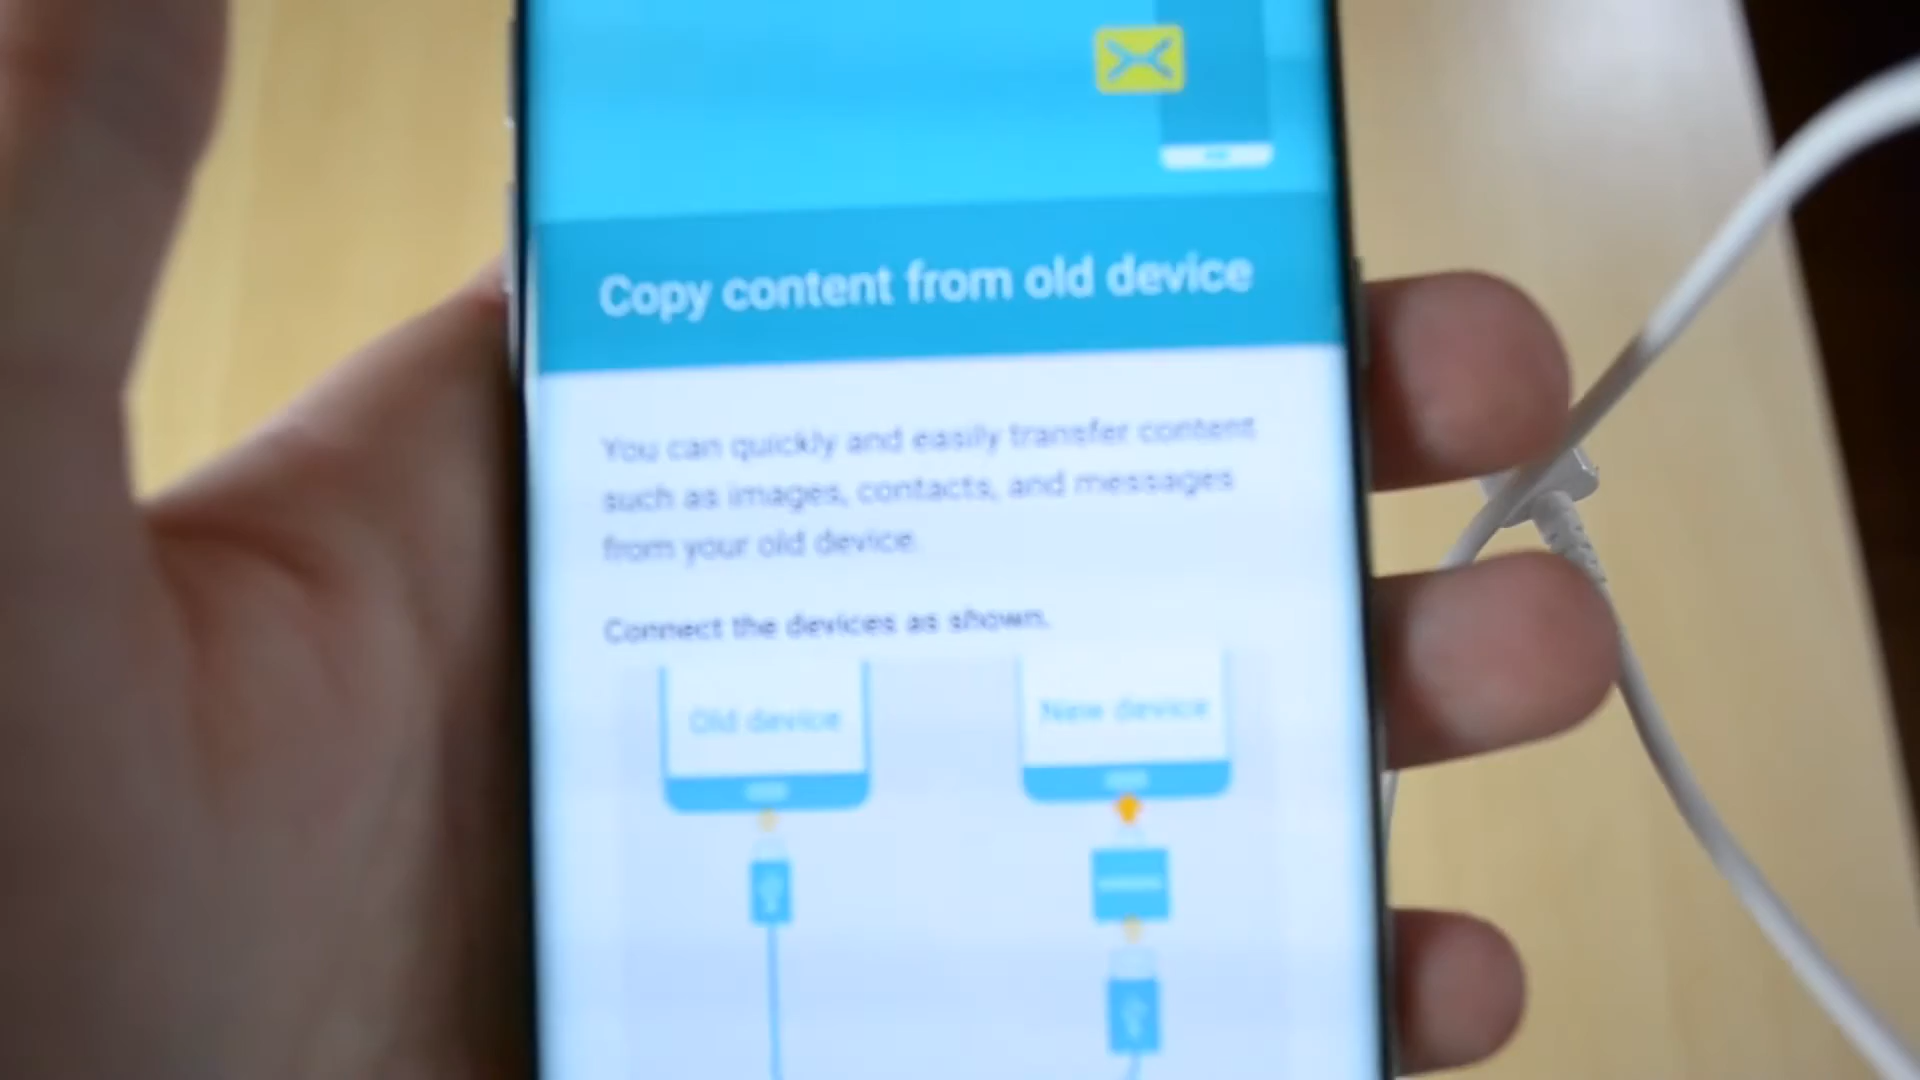 Copy content from old device
You can quickly and easily transfer content
such as images, contacts, and messages
from your old device.
Connect the devices as shown.
Old device
New device